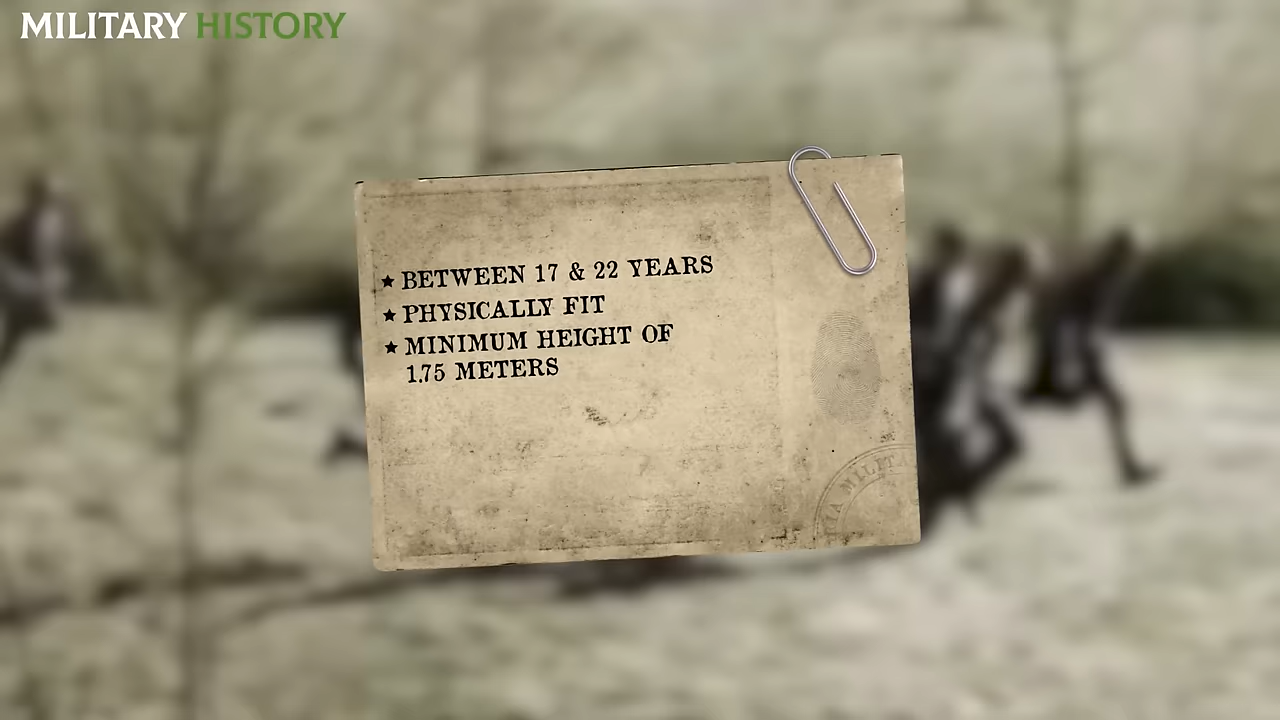 MILITARY HISTORY
★ BETWEEN 17 & 22 YEARS
★ PHYSICALLY FIT
★ MINIMUM HEIGHT OF
1.75 METERS